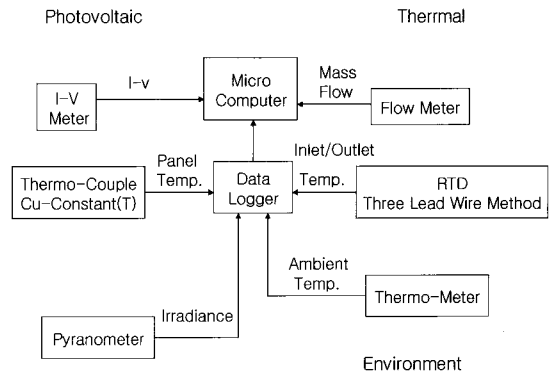 Photovoltaic
Therrmal
I-v
Micro
Computer
Mass
Flow
I-V
Meter
Flow Meter
Inlet/Outlet
Panel
Temp.
Thermo-Couple
Cu-Constant(T)
Data
Logger
Temp.
RTD
Three Lead Wire Method
Ambient
Temp.
Thermo-Meter
Irradiance
Pyranometer
Environment